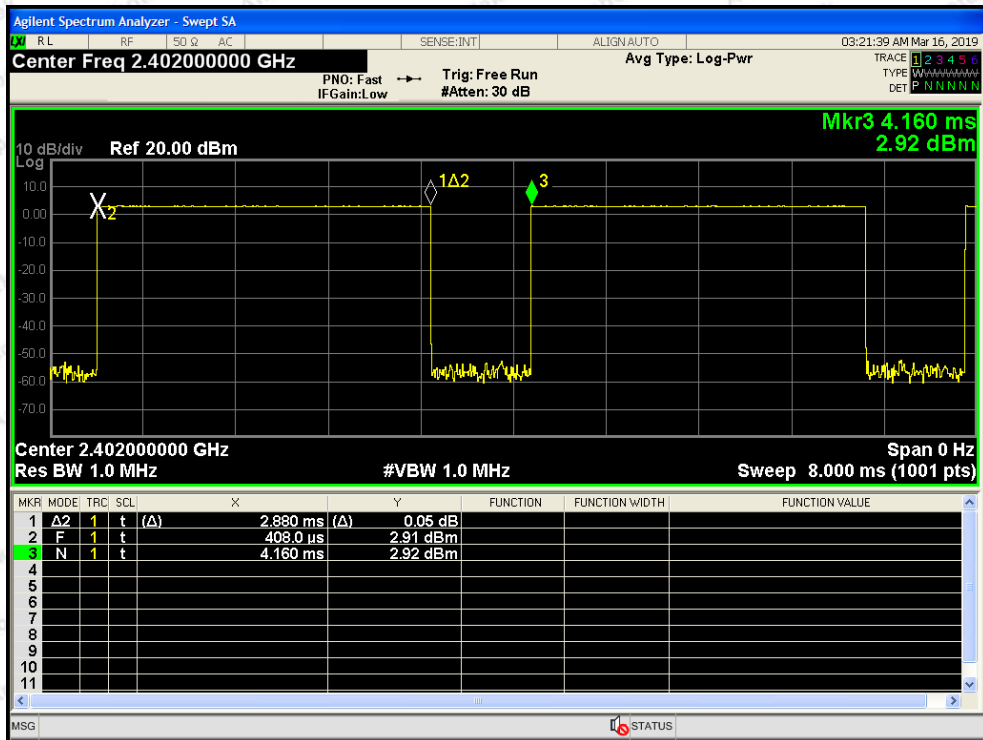 Agilent Spectrum Analyzer - Swept SA
LXI RL RF 50 Ω AC SENSE:INT ALIGN AUTO 03:21:39 AM Mar 16, 2019
Center Freq 2.402000000 GHz
Avg Type: Log-Pwr
TRACE 1 2 3 4 5 6
PNO: Fast
Trig: Free Run
TYPE WWWWWWW
IFGain:Low
#Atten: 30 dB
DET P N N N N N
Mkr3 4.160 ms
2.92 dBm
10 dB/div Ref 20.00 dBm
Log
10.0
0.00
-10.0
-20.0
-30.0
-40.0
-50.0
-60.0
-70.0
2
1Δ2
3
Center 2.402000000 GHz Span 0 Hz
Res BW 1.0 MHz #VBW 1.0 MHz Sweep 8.000 ms (1001 pts)
MKR MODE TRC SCL X Y FUNCTION FUNCTION WIDTH FUNCTION VALUE
1 Δ2 1 t (Δ) 2.880 ms (Δ) 0.05 dB
2 F 1 t 408.0 µs 2.91 dBm
3 N 1 t 4.160 ms 2.92 dBm
4
5
6
7
8
9
10
11
MSG STATUS